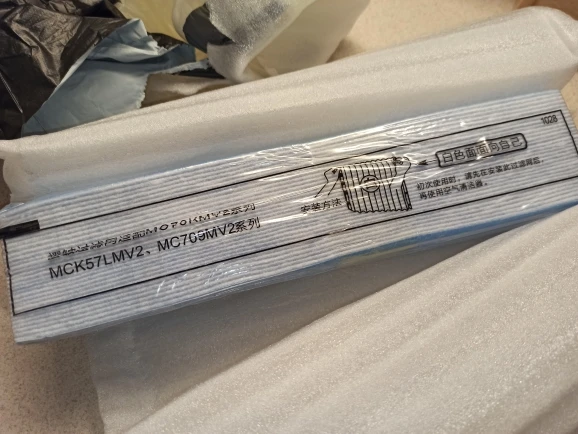 MCK57LMV2、MC709MV2系列
安装方法
白色面面向自己
初次使用时，请先在安装此过滤网后，
再使用空气清洁器。
Y028